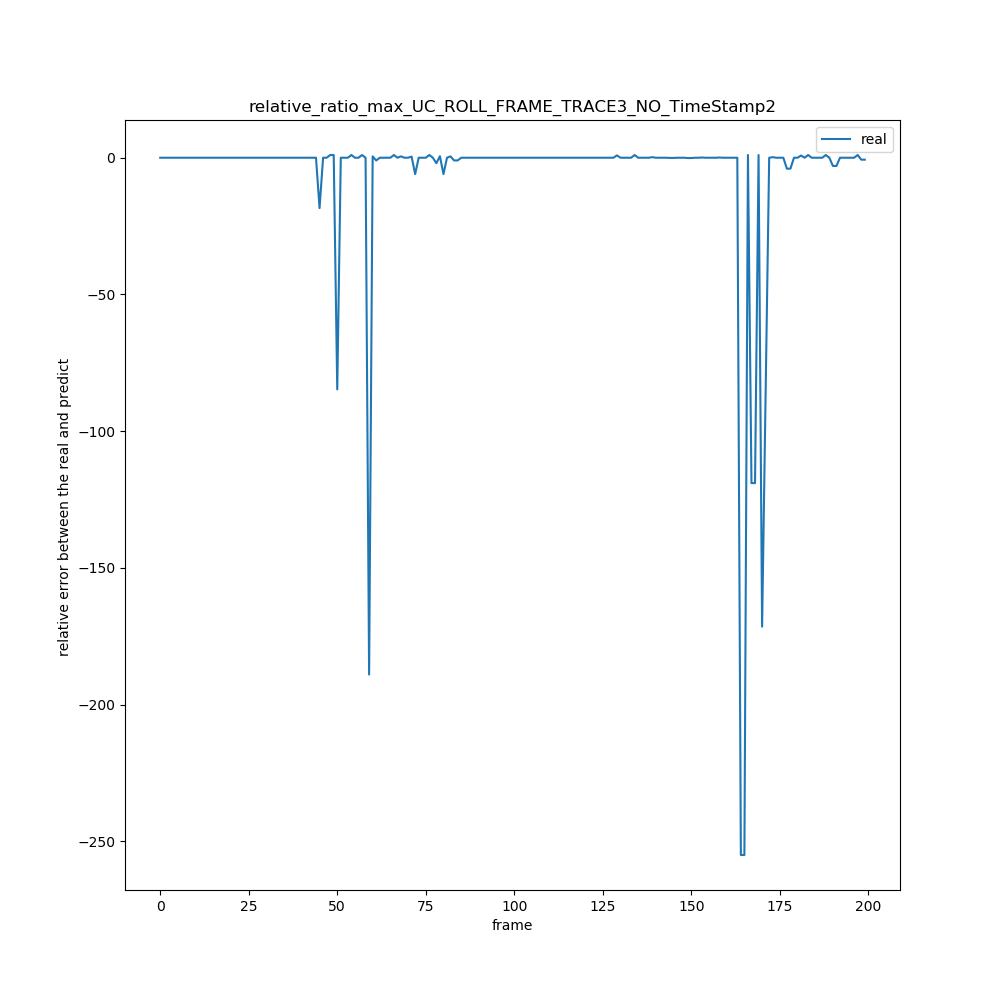 relative_ratio_max_UC_ROLL_FRAME_TRACE3_NO_TimeStamp2
real
relative error between the real and predict
0
−50
−100
−150
−200
−250
0 25 50 75 100 125 150 175 200
frame